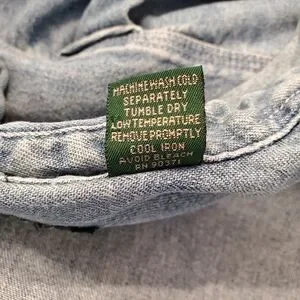 MACHINE WASH COLD
SEPARATELY
TUMBLE DRY
LOW TEMPERATURE
REMOVE PROMPTLY
COOL IRON
AVOID BLEACH
RN 90371